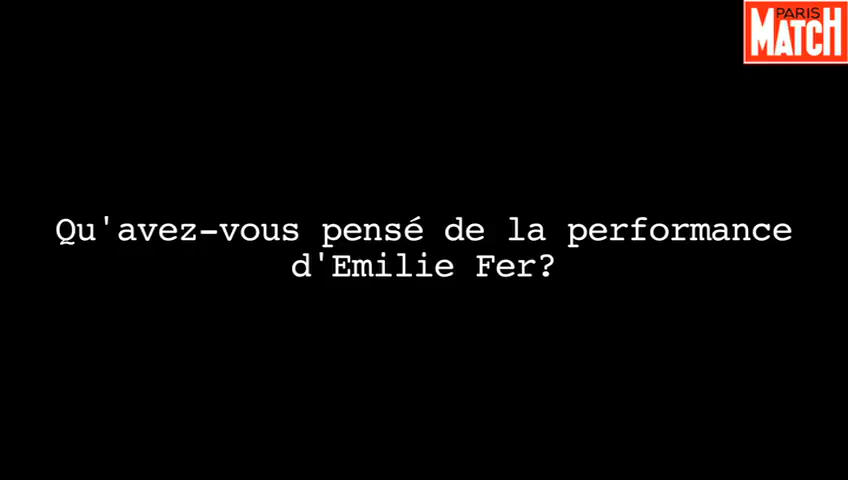 PARIS
MATCH
Qu'avez-vous pensé de la performance
d'Emilie Fer?